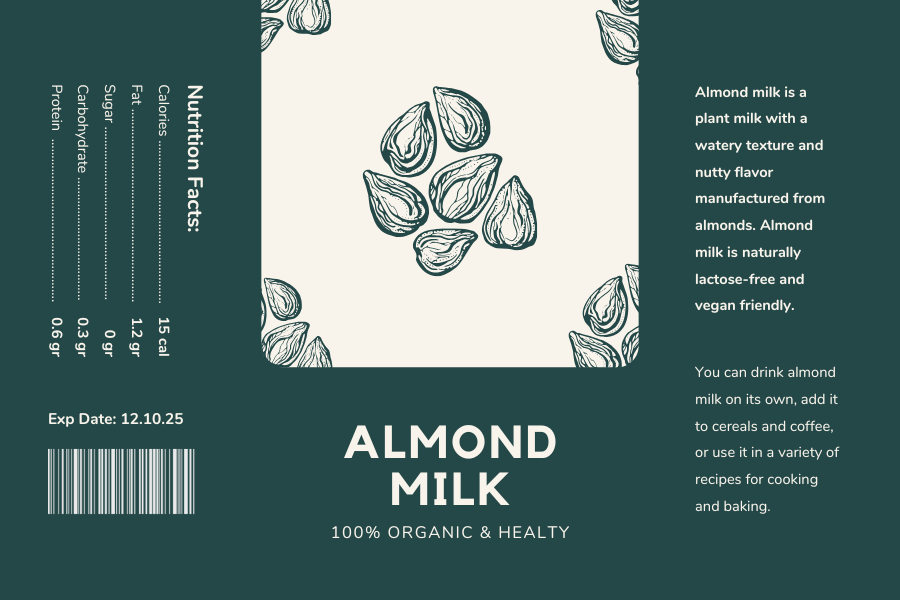 Nutrition Facts:
Calories ........................................ 15 cal
Fat ........................................ 1.2 gr
Sugar ........................................ 0 gr
Carbohydrate ........................................ 0.3 gr
Protein ........................................ 0.6 gr
Exp Date: 12.10.25
ALMOND
MILK
100% ORGANIC & HEALTY
Almond milk is a
plant milk with a
watery texture and
nutty flavor
manufactured from
almonds. Almond
milk is naturally
lactose-free and
vegan friendly.
You can drink almond
milk on its own, add it
to cereals and coffee,
or use it in a variety of
recipes for cooking
and baking.